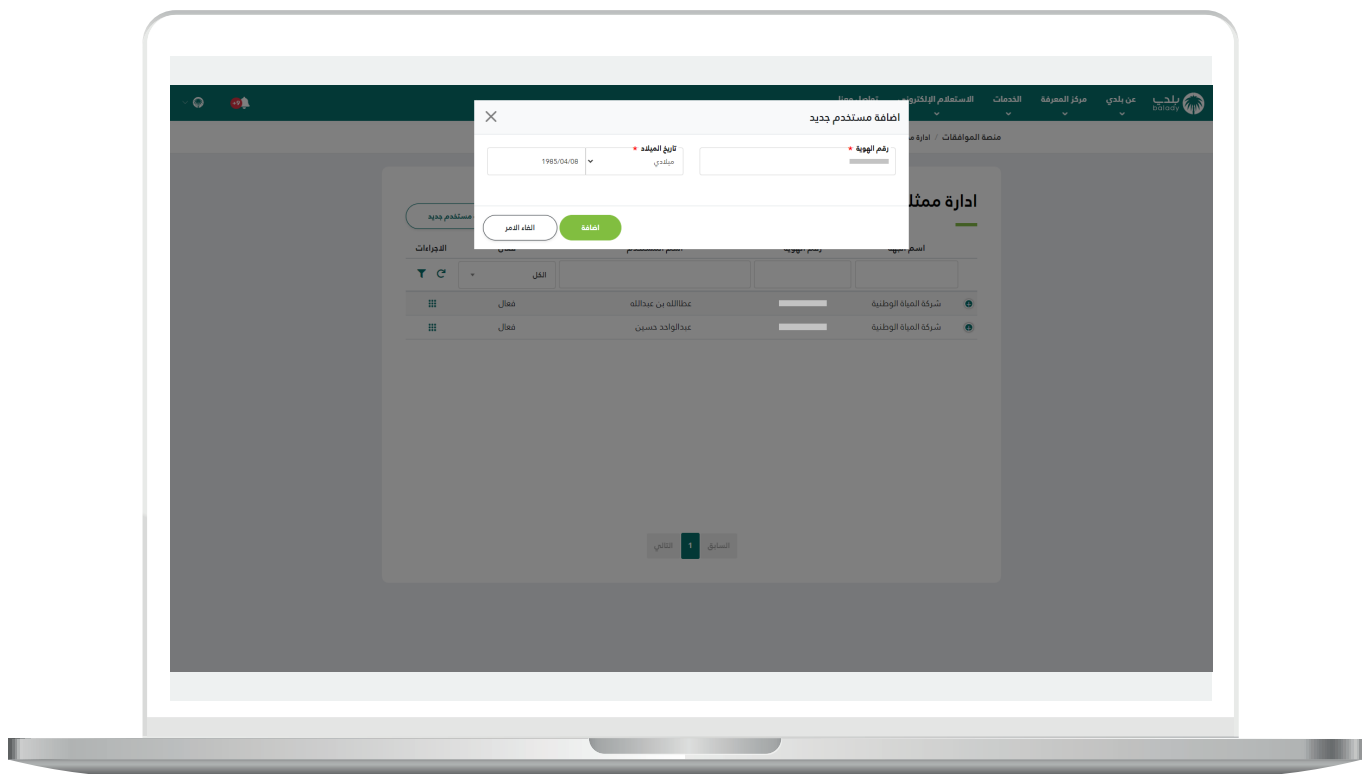 بلدي
balady
عن بلدي
مركز المعرفة
الخدمات
الاستعلام الإلكتروني
تواصل معنا
9+
منصة الموافقات / ادارة
اضافة مستخدم جديد
رقم الهوية *
تاريخ الميلاد *
ميلادي
1985/04/08
اضافة
الغاء الامر
ادارة
مستخدم جديد
اسم الجهة
رقم الهوية
اسم المستخدم
فعال
الاجراءات
الكل
شركة المياة الوطنية
عطاالله بن عبدالله
فعال
شركة المياة الوطنية
عبدالواحد حسين
فعال
السابق
1
التالي